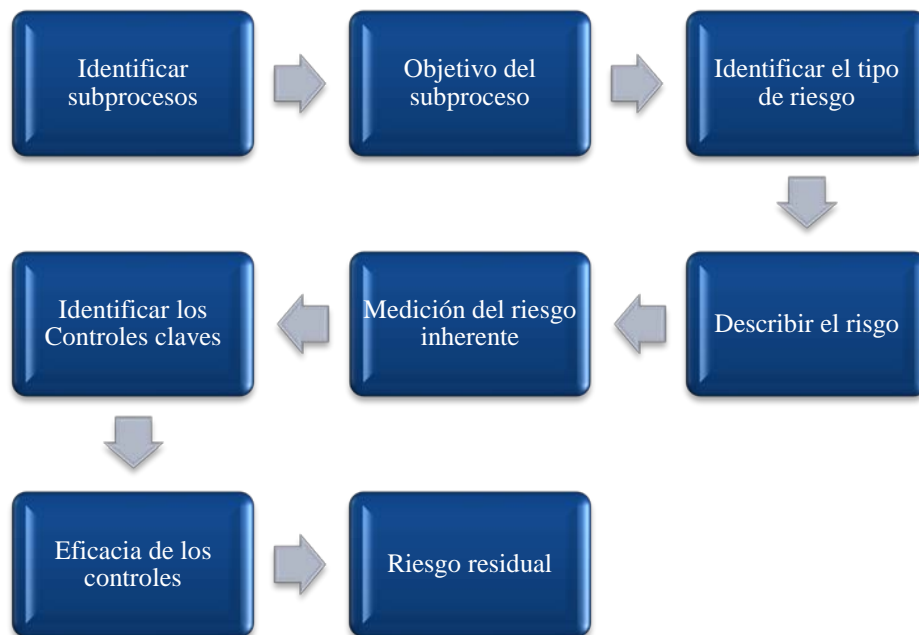 Identificar
subprocesos
Objetivo del
subproceso
Identificar el tipo
de riesgo
Describir el risgo
Medición del riesgo
inherente
Identificar los
Controles claves
Eficacia de los
controles
Riesgo residual